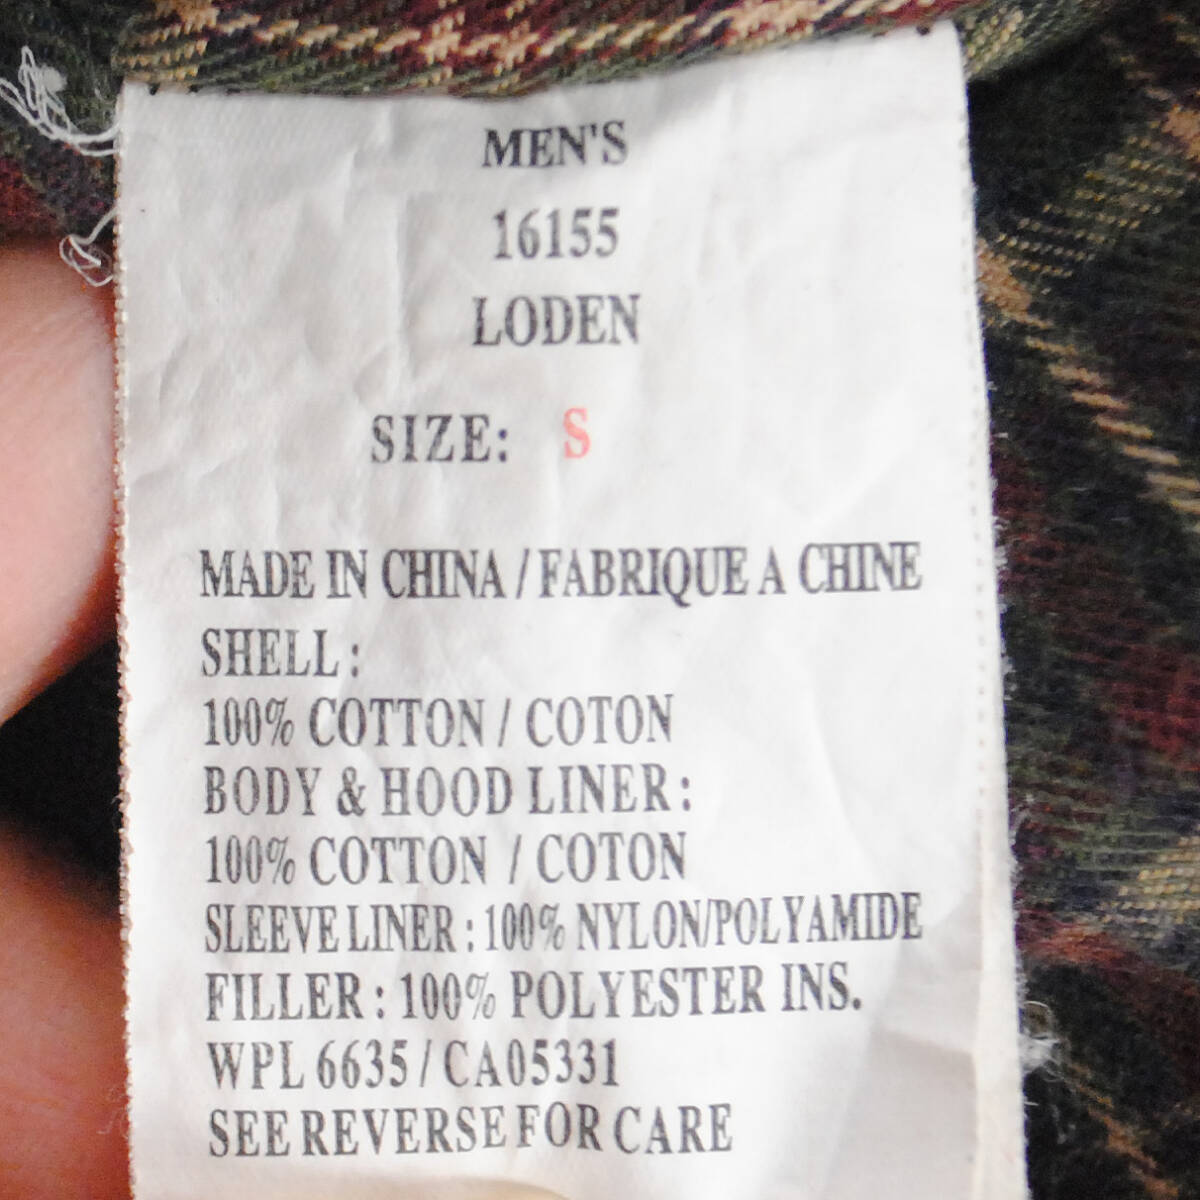 MEN'S
16155
LODEN
SIZE: S
MADE IN CHINA / FABRIQUE A CHINE
SHELL :
100% COTTON / COTON
BODY & HOOD LINER :
100% COTTON / COTON
SLEEVE LINER : 100% NYLON/POLYAMIDE
FILLER : 100% POLYESTER INS.
WPL 6635 / CA05331
SEE REVERSE FOR CARE